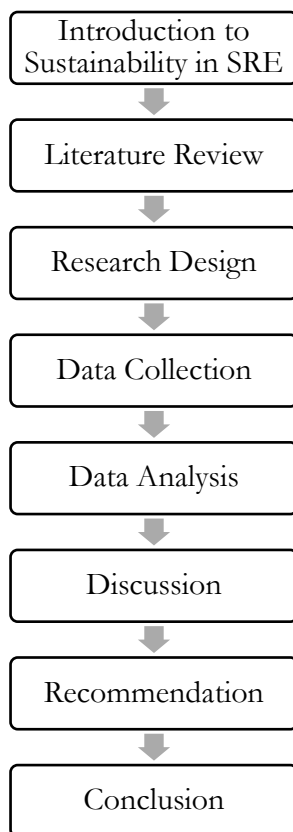 Introduction to
Sustainability in SRE
Literature Review
Research Design
Data Collection
Data Analysis
Discussion
Recommendation
Conclusion